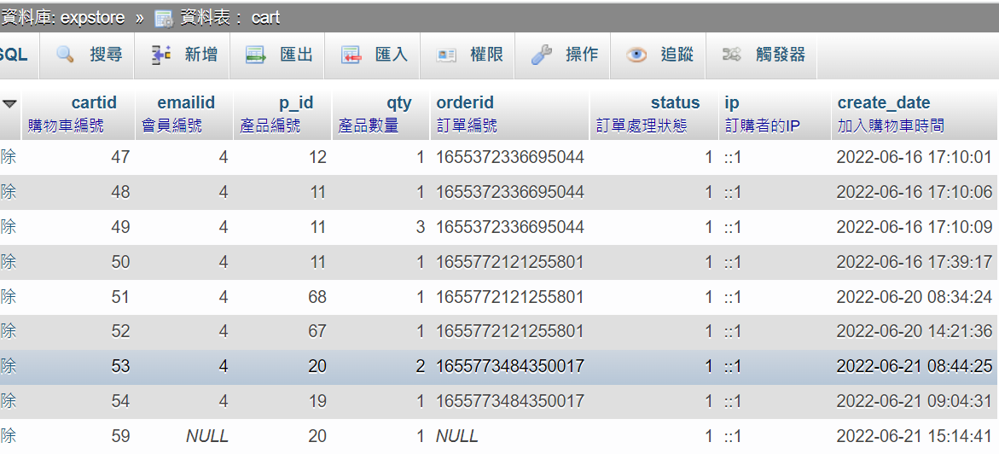 資料庫: expstore » 資料表: cart
SQL 搜尋 新增 匯出 匯入 權限 操作 追蹤 觸發器
cartid emailid p_id qty orderid status ip create_date
購物車編號 會員編號 產品編號 產品數量 訂單編號 訂單處理狀態 訂購者的IP 加入購物車時間
除 47 4 12 1 1655372336695044 1 ::1 2022-06-16 17:10:01
除 48 4 11 1 1655372336695044 1 ::1 2022-06-16 17:10:06
除 49 4 11 3 1655372336695044 1 ::1 2022-06-16 17:10:09
除 50 4 11 1 1655772121255801 1 ::1 2022-06-16 17:39:17
除 51 4 68 1 1655772121255801 1 ::1 2022-06-20 08:34:24
除 52 4 67 1 1655772121255801 1 ::1 2022-06-20 14:21:36
除 53 4 20 2 1655773484350017 1 ::1 2022-06-21 08:44:25
除 54 4 19 1 1655773484350017 1 ::1 2022-06-21 09:04:31
除 59 NULL 20 1 NULL 1 ::1 2022-06-21 15:14:41